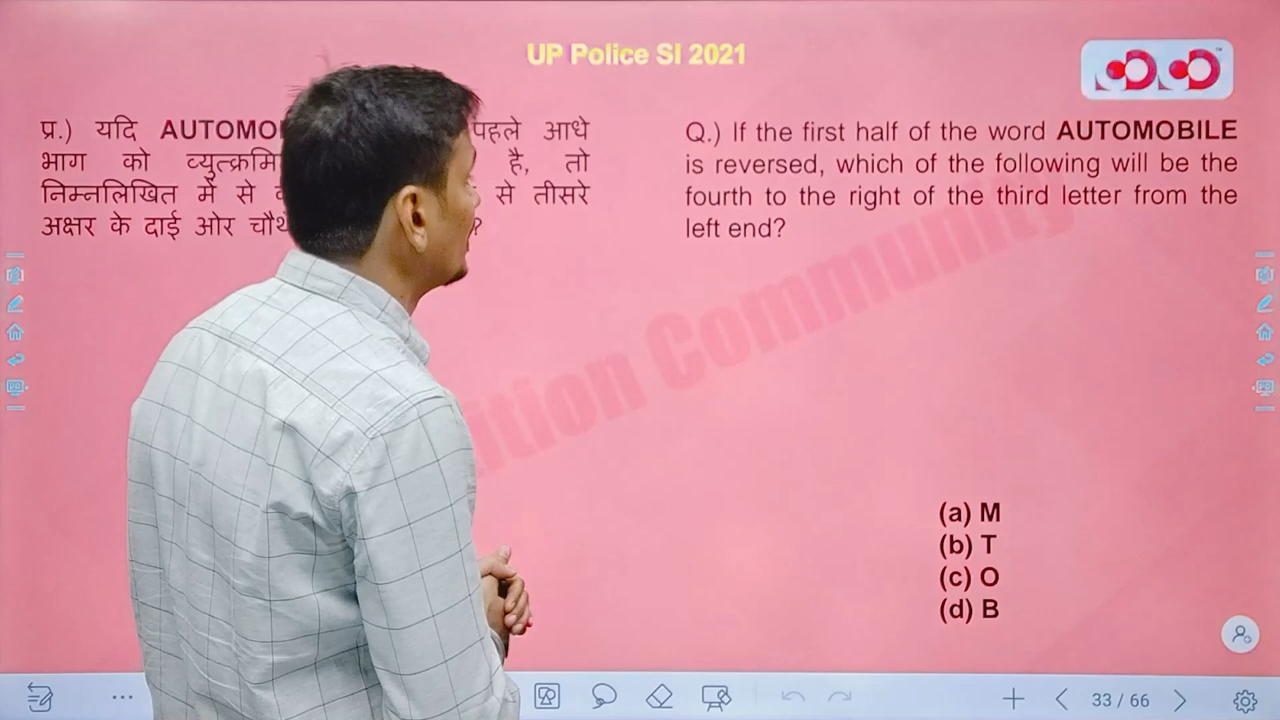 UP Police SI 2021
प्र.) यदि पहले आधे
भाग को है, तो
निम्नलिखित में से से तीसरे
अक्षर के दाई ओर ?
Q.) If the first half of the word AUTOMOBILE
is reversed, which of the following will be the
fourth to the right of the third letter from the
left end?
Community
(a) M
(b) T
(c) O
(d) B
33 / 66